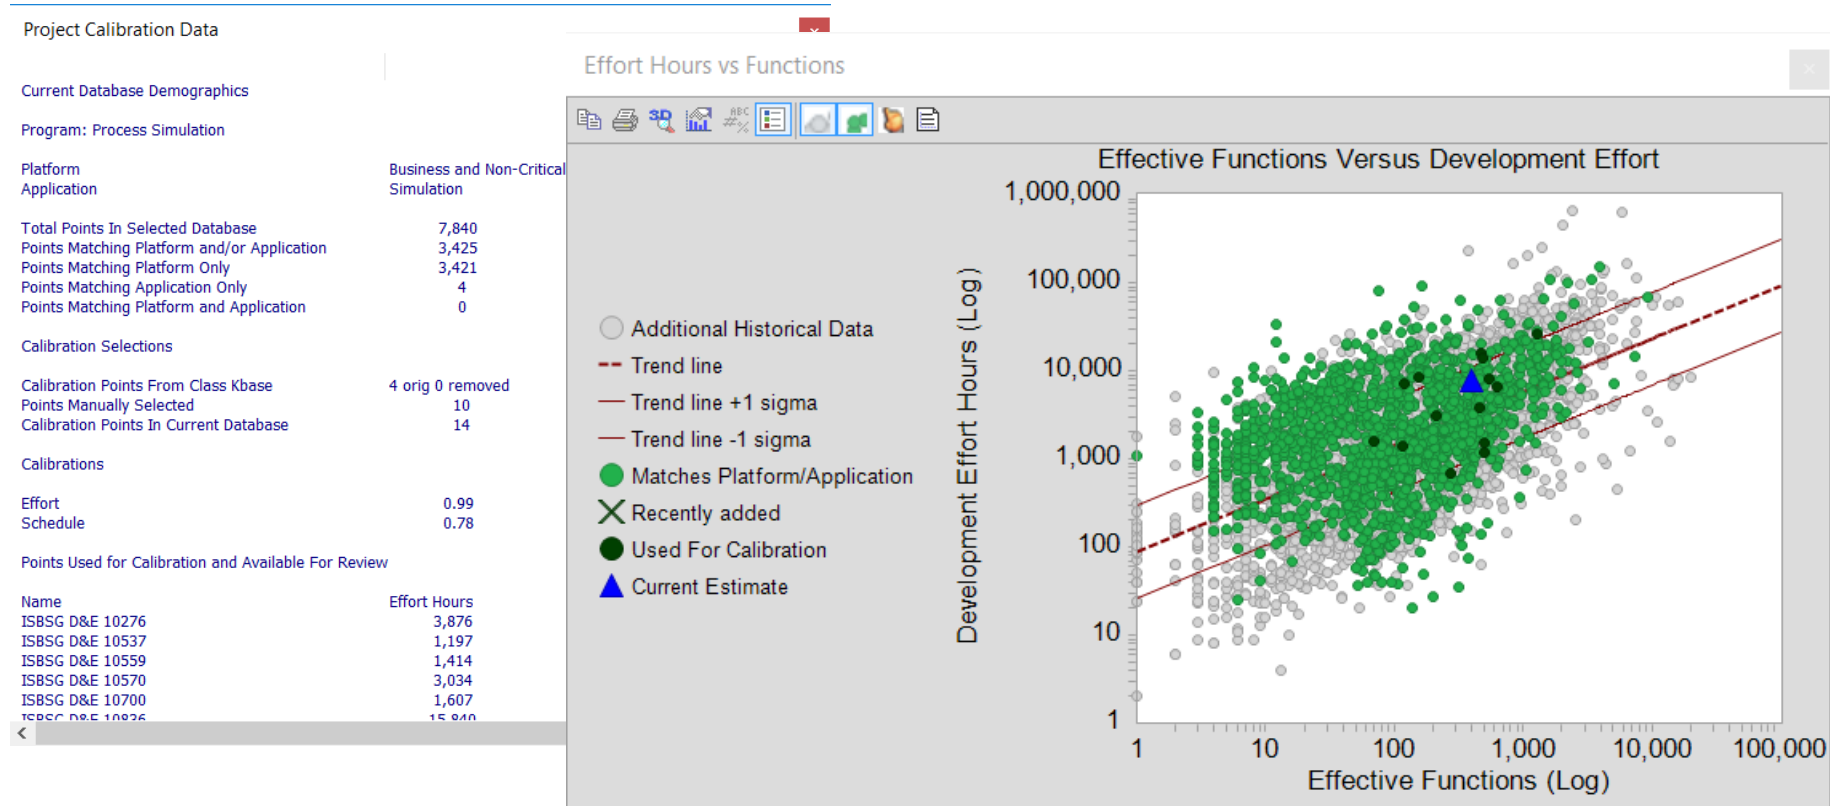 Project Calibration Data
Current Database Demographics
Program: Process Simulation
Platform Business and Non-Critical
Application Simulation
Total Points In Selected Database 7,840
Points Matching Platform and/or Application 3,425
Points Matching Platform Only 3,421
Points Matching Application Only 4
Points Matching Platform and Application 0
Calibration Selections
Calibration Points From Class Kbase 4 orig 0 removed
Points Manually Selected 10
Calibration Points In Current Database 14
Calibrations
Effort 0.99
Schedule 0.78
Points Used for Calibration and Available For Review
Name Effort Hours
ISBSG D&E 10276 3,876
ISBSG D&E 10537 1,197
ISBSG D&E 10559 1,414
ISBSG D&E 10570 3,034
ISBSG D&E 10700 1,607
ISBSG D&E 10836 15,840
Effort Hours vs Functions
3D
ABC
#%
Effective Functions Versus Development Effort
Additional Historical Data
Trend line
Trend line +1 sigma
Trend line -1 sigma
Matches Platform/Application
Recently added
Used For Calibration
Current Estimate
Development Effort Hours (Log)
1,000,000
100,000
10,000
1,000
100
10
1
1 10 100 1,000 10,000 100,000
Effective Functions (Log)